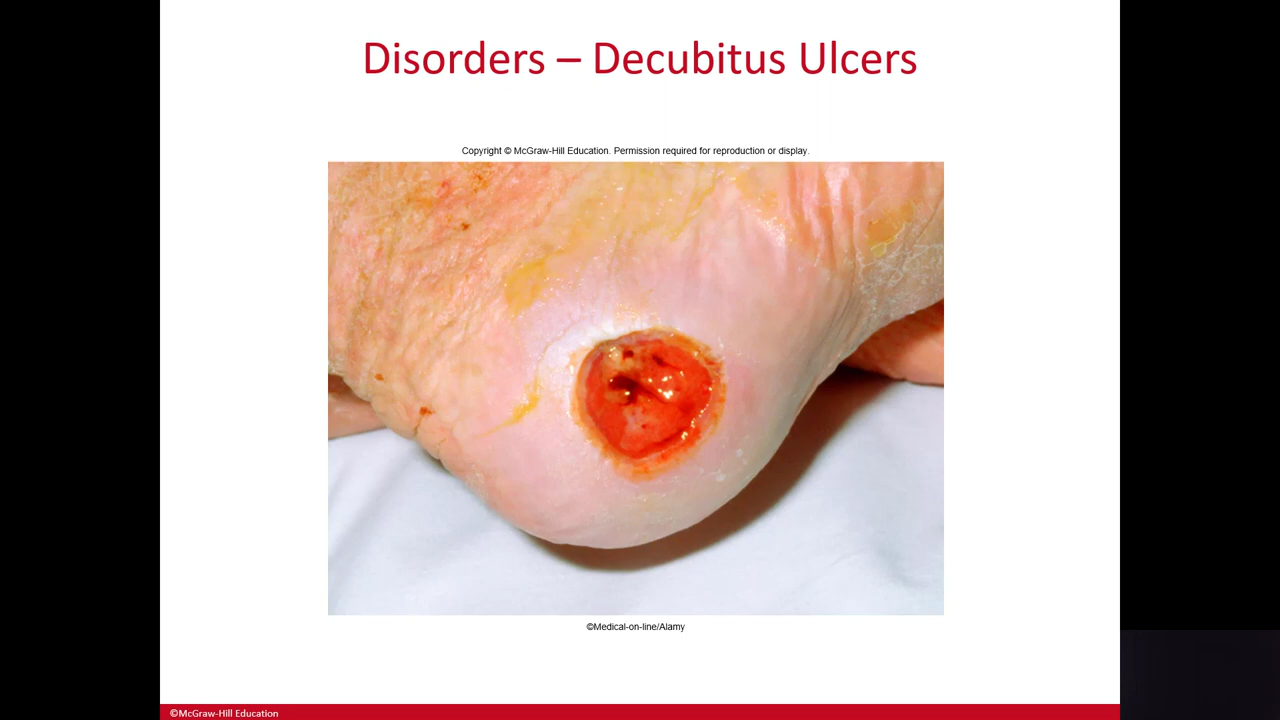 Disorders – Decubitus Ulcers
Copyright © McGraw-Hill Education. Permission required for reproduction or display.
©Medical-on-line/Alamy
©McGraw-Hill Education